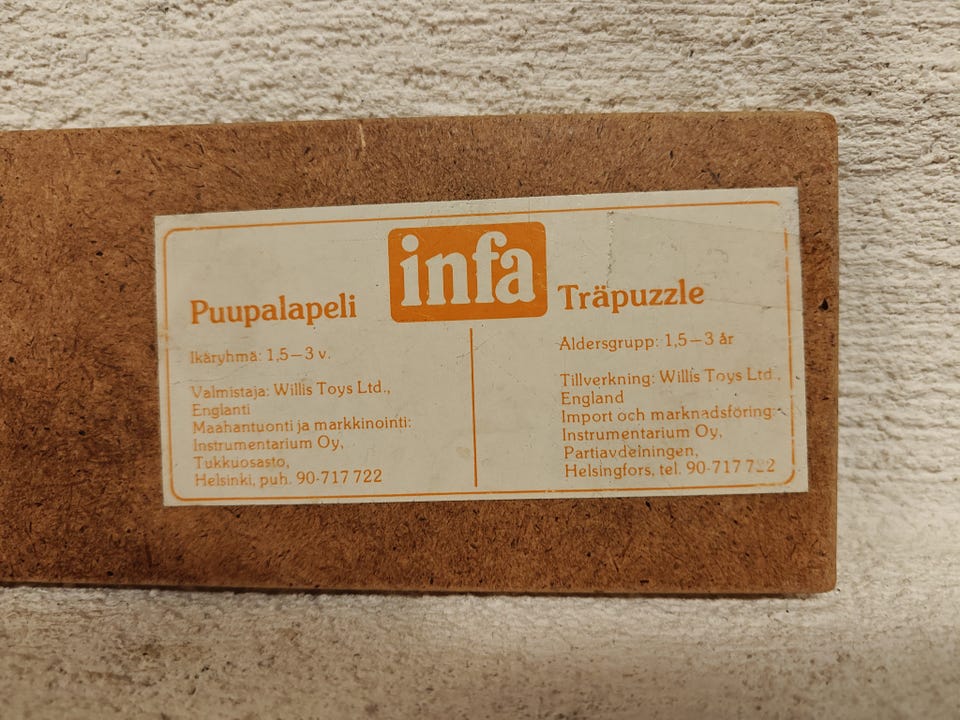 infa
Puupalapeli
Ikäryhmä: 1,5–3 v.
Valmistaja: Willis Toys Ltd.,
Englanti
Maahantuonti ja markkinointi:
Instrumentarium Oy,
Tukkuosasto,
Helsinki, puh. 90-717 722
Träpuzzle
Åldersgrupp: 1,5–3 år
Tillverkning: Willis Toys Ltd.,
England
Import och marknadsföring:
Instrumentarium Oy,
Partiavdelningen,
Helsingfors, tel. 90-717 722